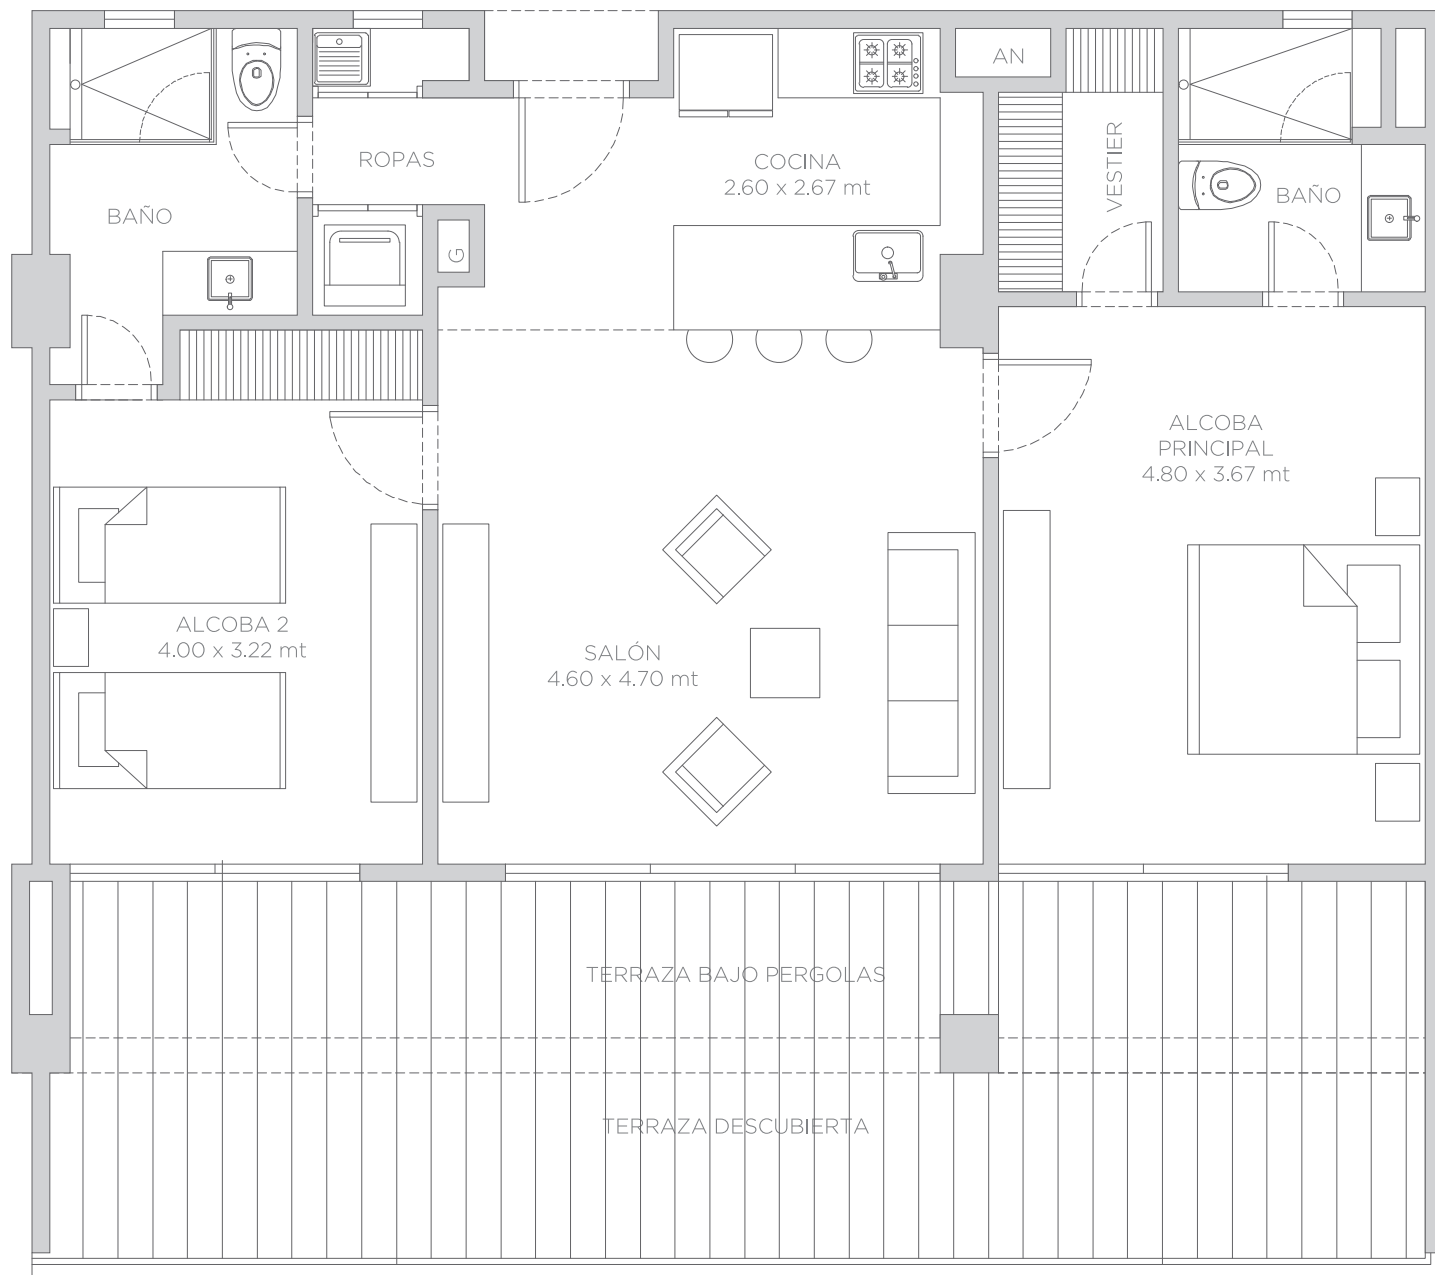 AN
ROPAS
COCINA
2.60 x 2.67 mt
VESTIER
BAÑO
BAÑO
G
ALCOBA
PRINCIPAL
4.80 x 3.67 mt
ALCOBA 2
4.00 x 3.22 mt
SALÓN
4.60 x 4.70 mt
TERRAZA BAJO PERGOLAS
TERRAZA DESCUBIERTA